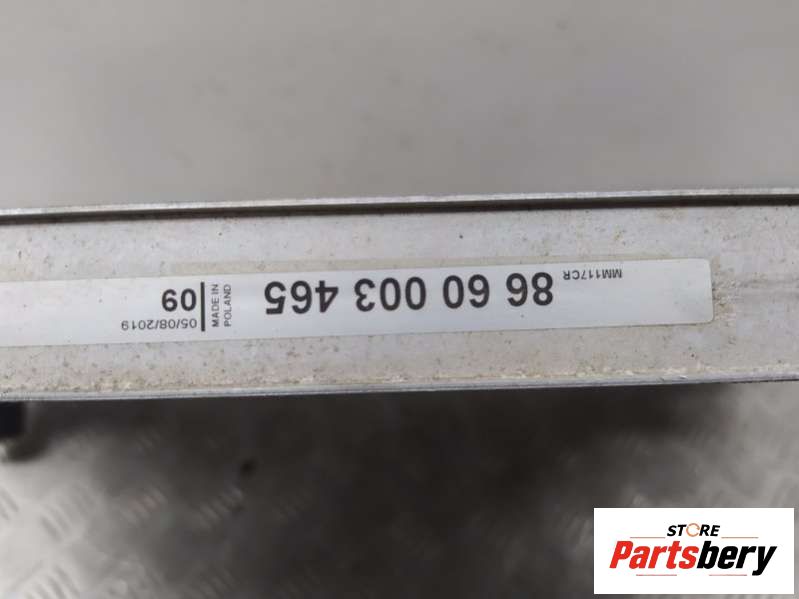 MM117CR
86 60 003 465
MADE IN
POLAND
09
05/08/2019
STORE
Partsbery